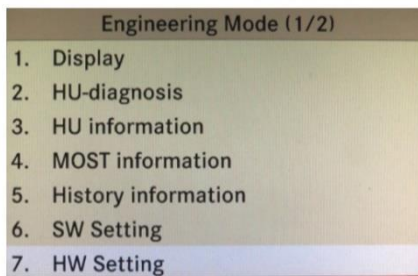 Engineering Mode (1/2)
1. Display
2. HU-diagnosis
3. HU information
4. MOST information
5. History information
6. SW Setting
7. HW Setting